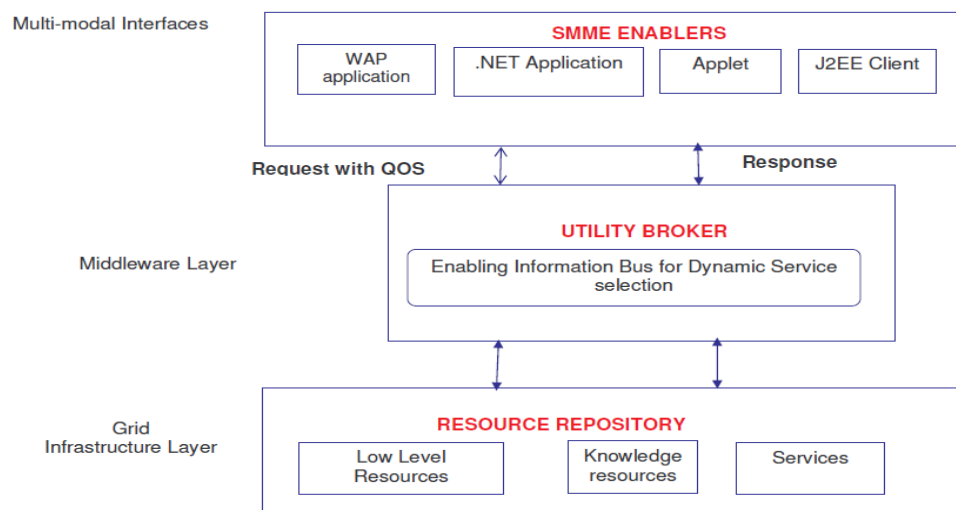 Multi-modal Interfaces
SMME ENABLERS
WAP
application
.NET Application
Applet
J2EE Client
Request with QOS
Response
UTILITY BROKER
Middleware Layer
Enabling Information Bus for Dynamic Service
selection
Grid
Infrastructure Layer
RESOURCE REPOSITORY
Low Level
Resources
Knowledge
resources
Services